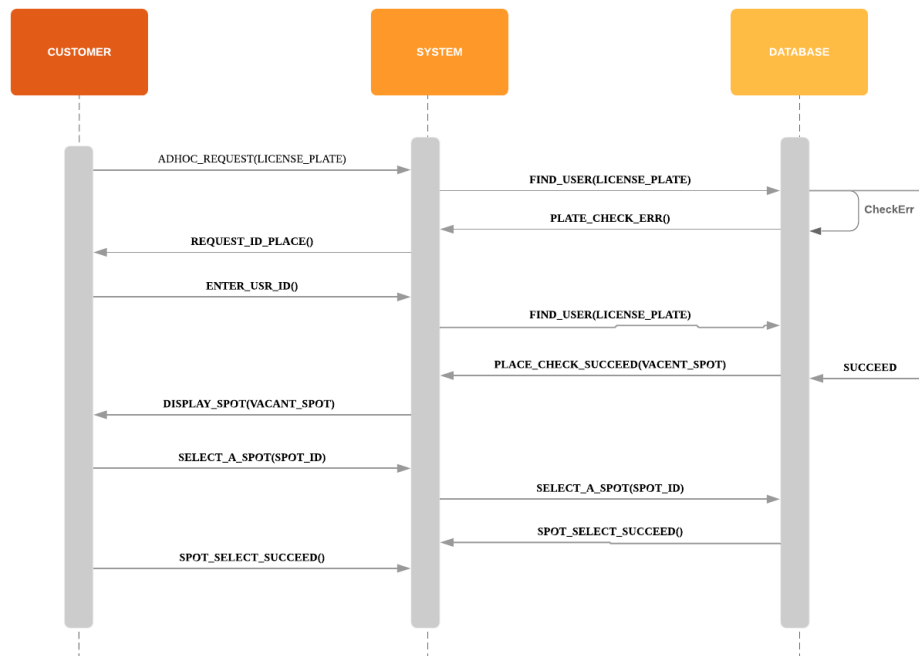 CUSTOMER
SYSTEM
DATABASE
ADHOC_REQUEST(LICENSE_PLATE)
FIND_USER(LICENSE_PLATE)
CheckErr
PLATE_CHECK_ERR()
REQUEST_ID_PLACE()
ENTER_USR_ID()
FIND_USER(LICENSE_PLATE)
PLACE_CHECK_SUCCEED(VACENT_SPOT)
SUCCEED
DISPLAY_SPOT(VACANT_SPOT)
SELECT_A_SPOT(SPOT_ID)
SELECT_A_SPOT(SPOT_ID)
SPOT_SELECT_SUCCEED()
SPOT_SELECT_SUCCEED()